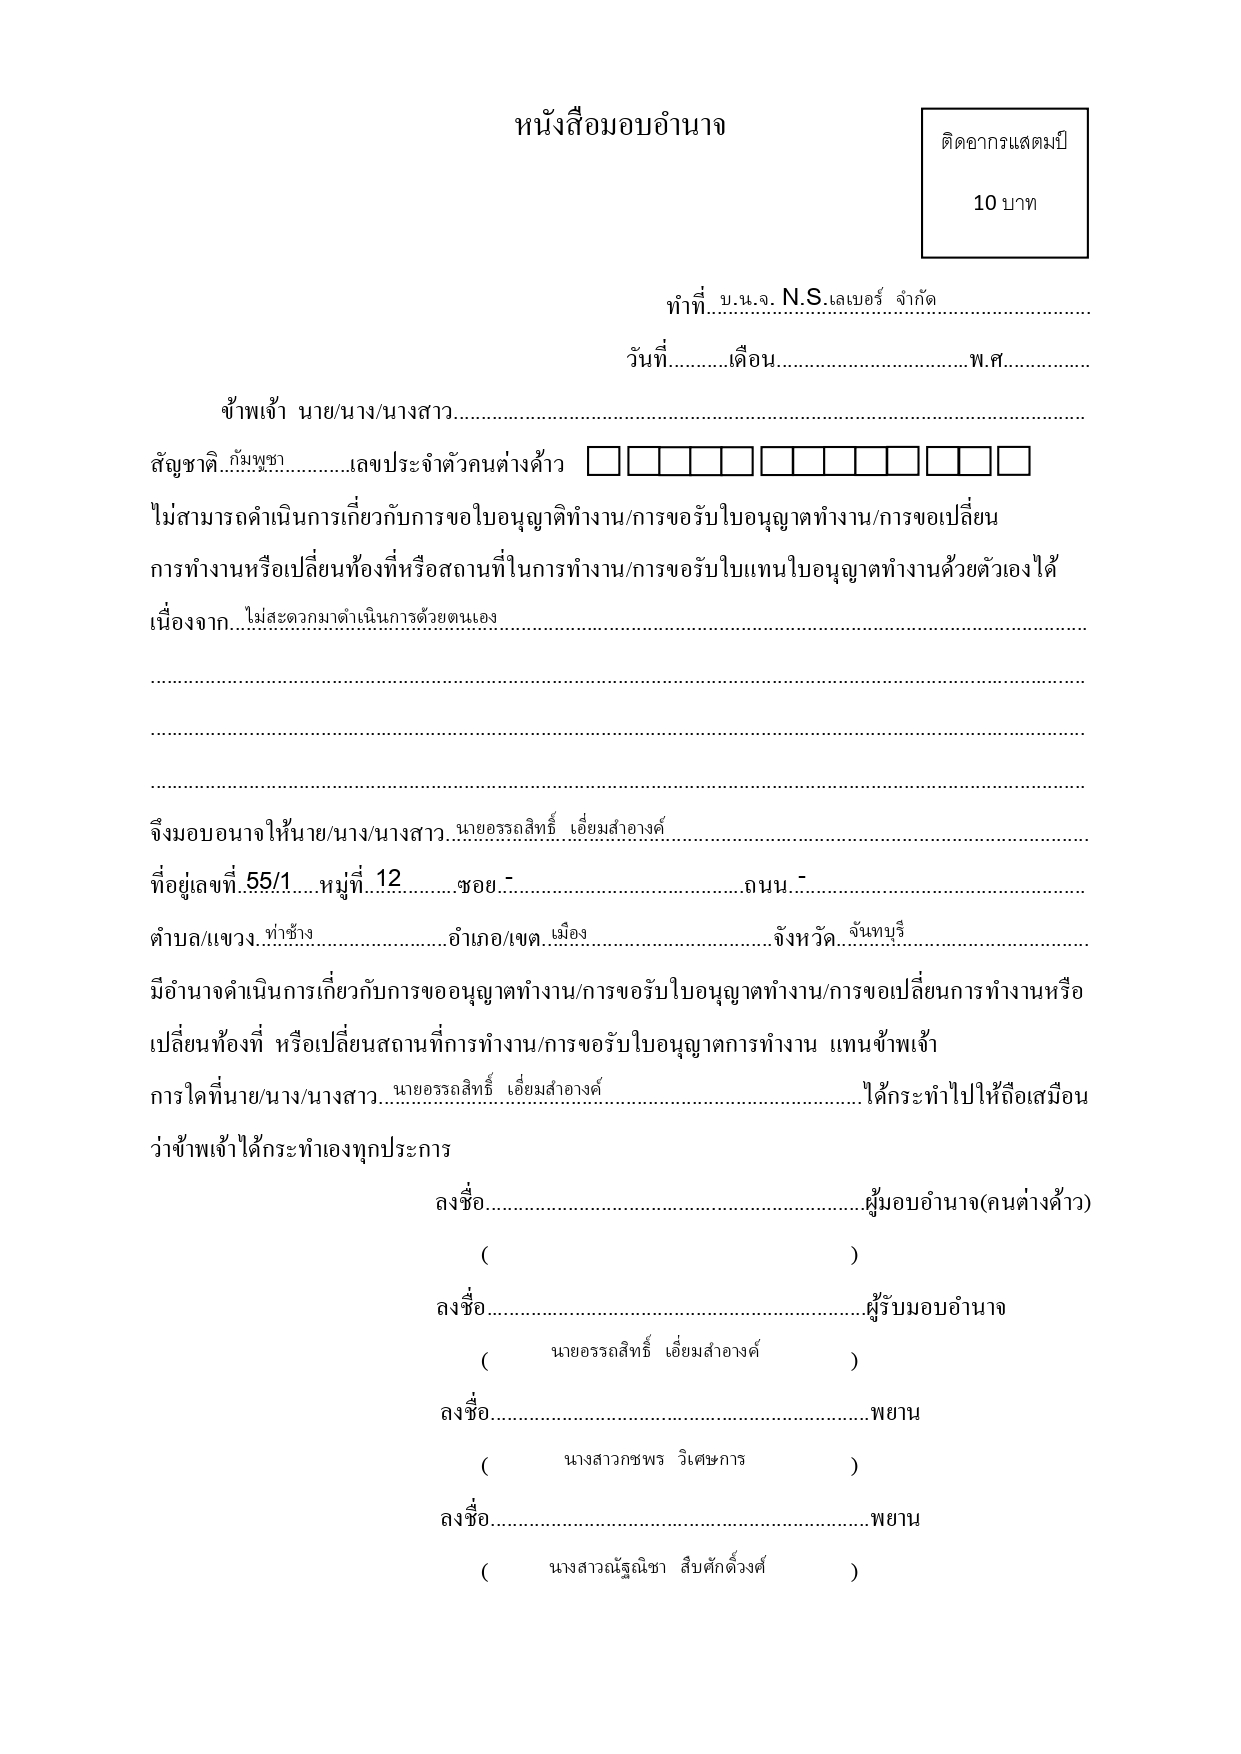 หนังสือมอบอำนาจ
ติดอากรแสตมป์
10 บาท
ทำที่ บ.น.จ. N.S.เลเบอร์ จำกัด
วันที่...........เดือน...................................พ.ศ................
ข้าพเจ้า นาย/นาง/นางสาว....................................................................................................................
สัญชาติ กัมพูชา เลขประจำตัวคนต่างด้าว
ไม่สามารถดำเนินการเกี่ยวกับการขอใบอนุญาติทำงาน/การขอรับใบอนุญาตทำงาน/การขอเปลี่ยน
การทำงานหรือเปลี่ยนท้องที่หรือสถานที่ในการทำงาน/การขอรับใบแทนใบอนุญาตทำงานด้วยตัวเองได้
เนื่องจาก ไม่สะดวกมาดำเนินการด้วยตนเอง
จึงมอบอนาจให้นาย/นาง/นางสาว นายอรรถสิทธิ์ เอี่ยมสำอางค์
ที่อยู่เลขที่ 55/1 หมู่ที่ 12 ซอย - ถนน -
ตำบล/แขวง ท่าช้าง อำเภอ/เขต เมือง จังหวัด จันทบุรี
มีอำนาจดำเนินการเกี่ยวกับการขออนุญาตทำงาน/การขอรับใบอนุญาตทำงาน/การขอเปลี่ยนการทำงานหรือ
เปลี่ยนท้องที่ หรือเปลี่ยนสถานที่การทำงาน/การขอรับใบอนุญาตการทำงาน แทนข้าพเจ้า
การใดที่นาย/นาง/นางสาว นายอรรถสิทธิ์ เอี่ยมสำอางค์ ได้กระทำไปให้ถือเสมือน
ว่าข้าพเจ้าได้กระทำเองทุกประการ
ลงชื่อ.....................................................................ผู้มอบอำนาจ(คนต่างด้าว)
( )
ลงชื่อ.....................................................................ผู้รับมอบอำนาจ
( นายอรรถสิทธิ์ เอี่ยมสำอางค์ )
ลงชื่อ.....................................................................พยาน
( นางสาวกชพร วิเศษการ )
ลงชื่อ.....................................................................พยาน
( นางสาวณัฐณิชา สืบศักดิ์วงศ์ )